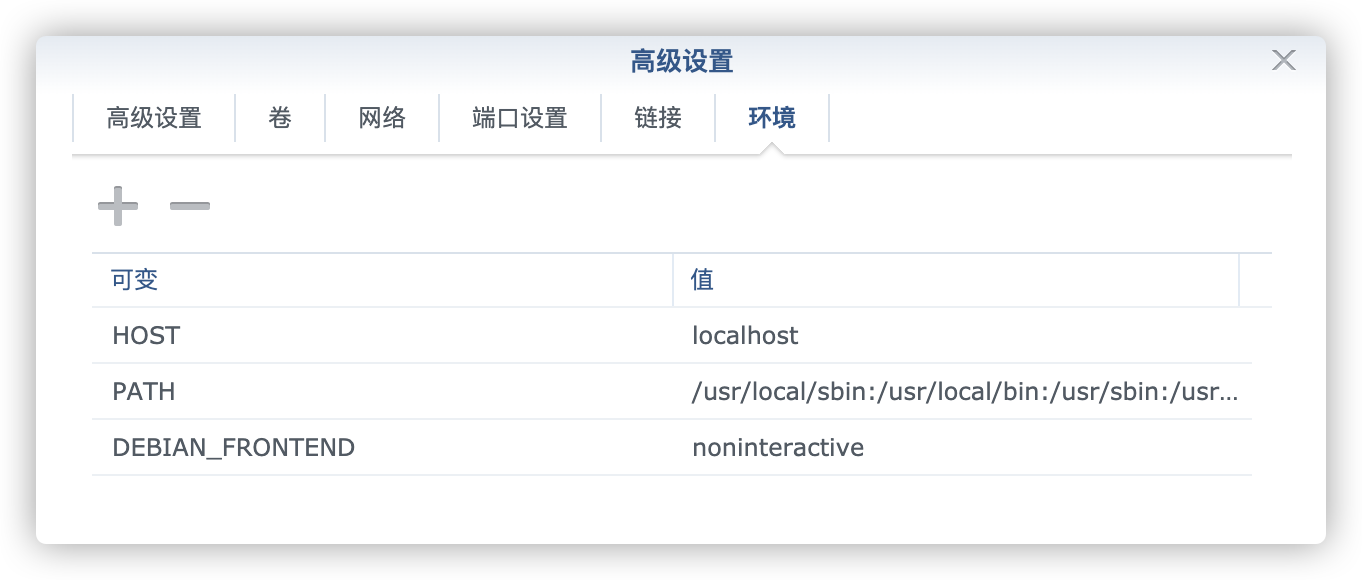 高级设置
高级设置 卷 网络 端口设置 链接 环境
可变 值
HOST localhost
PATH /usr/local/sbin:/usr/local/bin:/usr/sbin:/usr...
DEBIAN_FRONTEND noninteractive